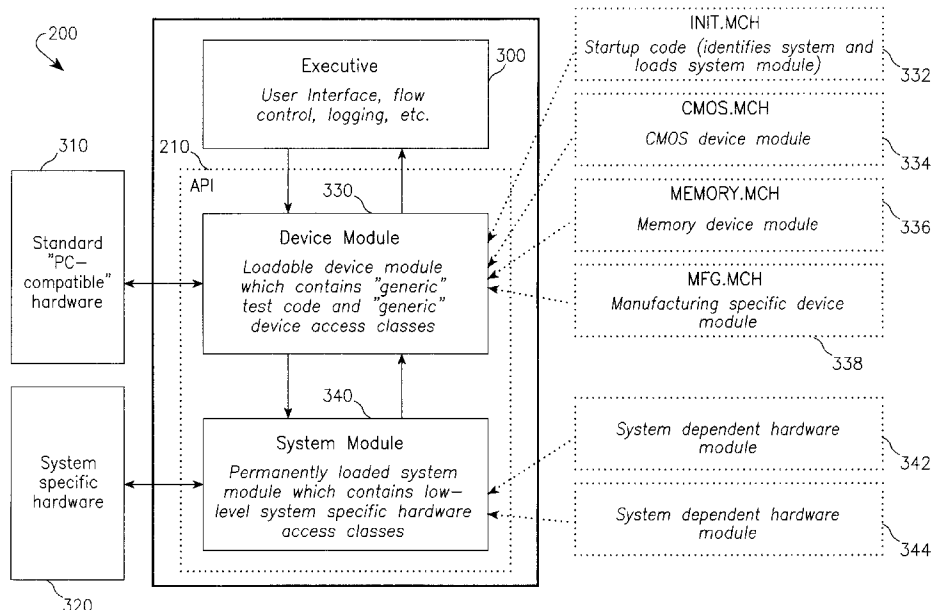 200
Executive
User Interface, flow
control, logging, etc.
300
310
Standard
"PC-
compatible"
hardware
210
API
330
Device Module
Loadable device module
which contains "generic"
test code and "generic"
device access classes
340
System Module
Permanently loaded system
module which contains low-
level system specific hardware
access classes
System
specific
hardware
320
INIT.MCH
Startup code (identifies system and
loads system module)
332
CMOS.MCH
CMOS device module
334
MEMORY.MCH
Memory device module
336
MFG.MCH
Manufacturing specific device
module
338
System dependent hardware
module
342
System dependent hardware
module
344